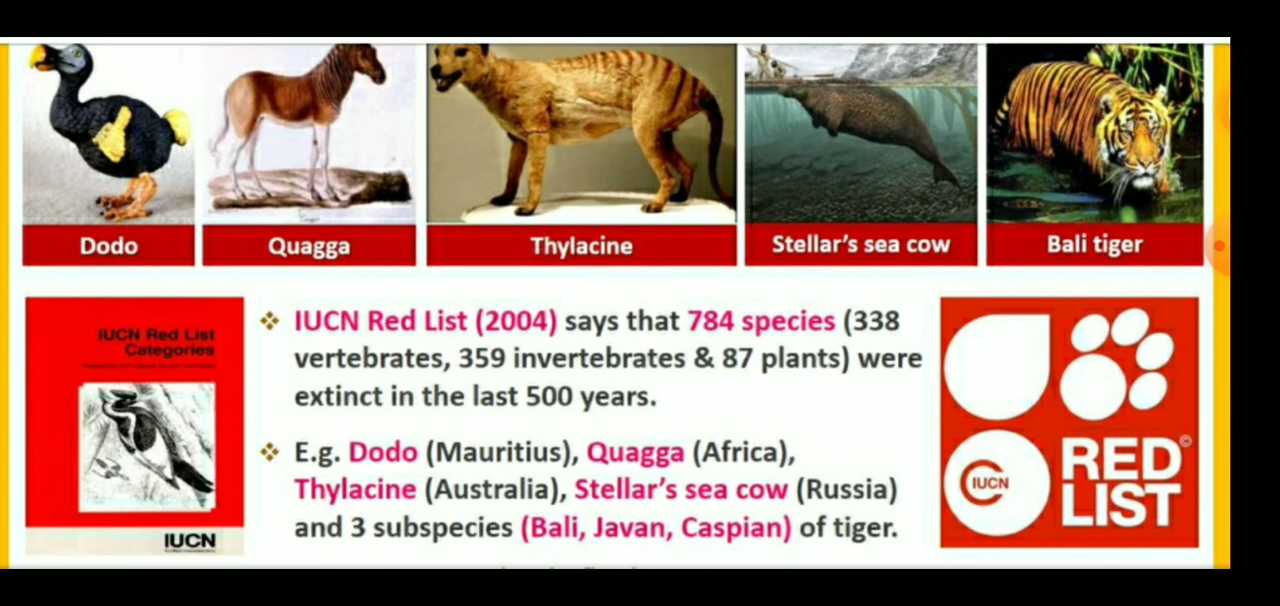 Dodo
Quagga
Thylacine
Stellar’s sea cow
Bali tiger
IUCN Red List
Categories
IUCN
❖ IUCN Red List (2004) says that 784 species (338
vertebrates, 359 invertebrates & 87 plants) were
extinct in the last 500 years.
❖ E.g. Dodo (Mauritius), Quagga (Africa),
Thylacine (Australia), Stellar’s sea cow (Russia)
and 3 subspecies (Bali, Javan, Caspian) of tiger.
IUCN
RED©
LIST